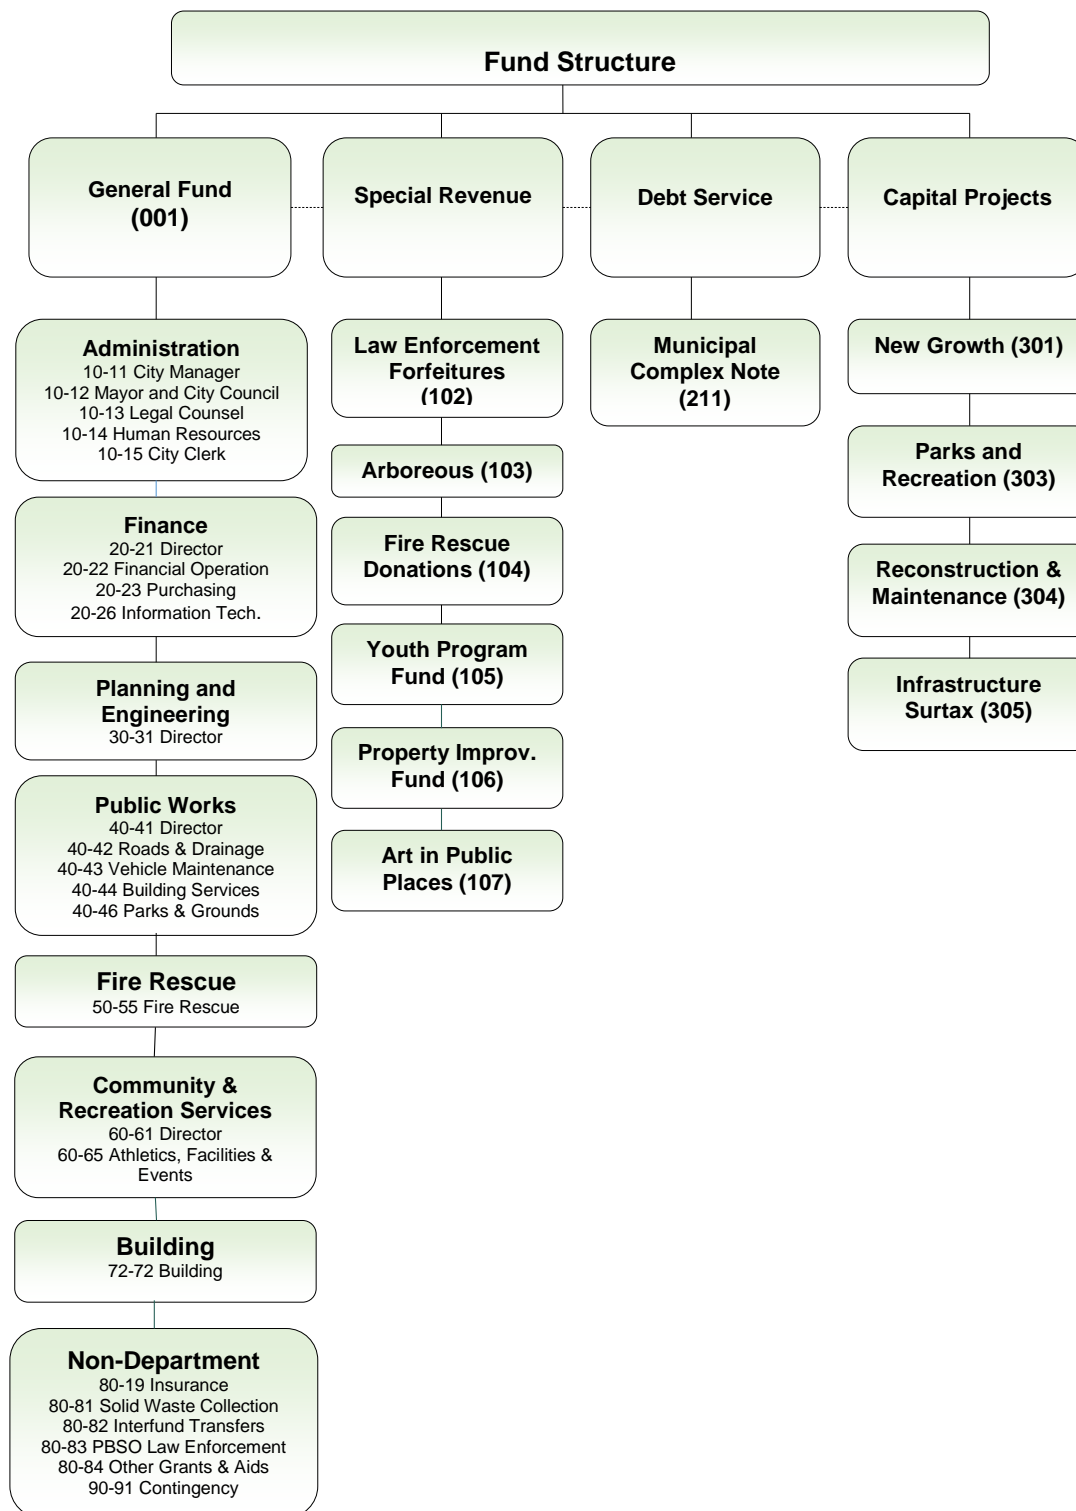 Fund Structure
General Fund
(001)
Special Revenue
Debt Service
Capital Projects
Administration
10-11 City Manager
10-12 Mayor and City Council
10-13 Legal Counsel
10-14 Human Resources
10-15 City Clerk
Finance
20-21 Director
20-22 Financial Operation
20-23 Purchasing
20-26 Information Tech.
Planning and
Engineering
30-31 Director
Public Works
40-41 Director
40-42 Roads & Drainage
40-43 Vehicle Maintenance
40-44 Building Services
40-46 Parks & Grounds
Fire Rescue
50-55 Fire Rescue
Community &
Recreation Services
60-61 Director
60-65 Athletics, Facilities &
Events
Building
72-72 Building
Non-Department
80-19 Insurance
80-81 Solid Waste Collection
80-82 Interfund Transfers
80-83 PBSO Law Enforcement
80-84 Other Grants & Aids
90-91 Contingency
Law Enforcement
Forfeitures
(102)
Arboreous (103)
Fire Rescue
Donations (104)
Youth Program
Fund (105)
Property Improv.
Fund (106)
Art in Public
Places (107)
Municipal
Complex Note
(211)
New Growth (301)
Parks and
Recreation (303)
Reconstruction &
Maintenance (304)
Infrastructure
Surtax (305)